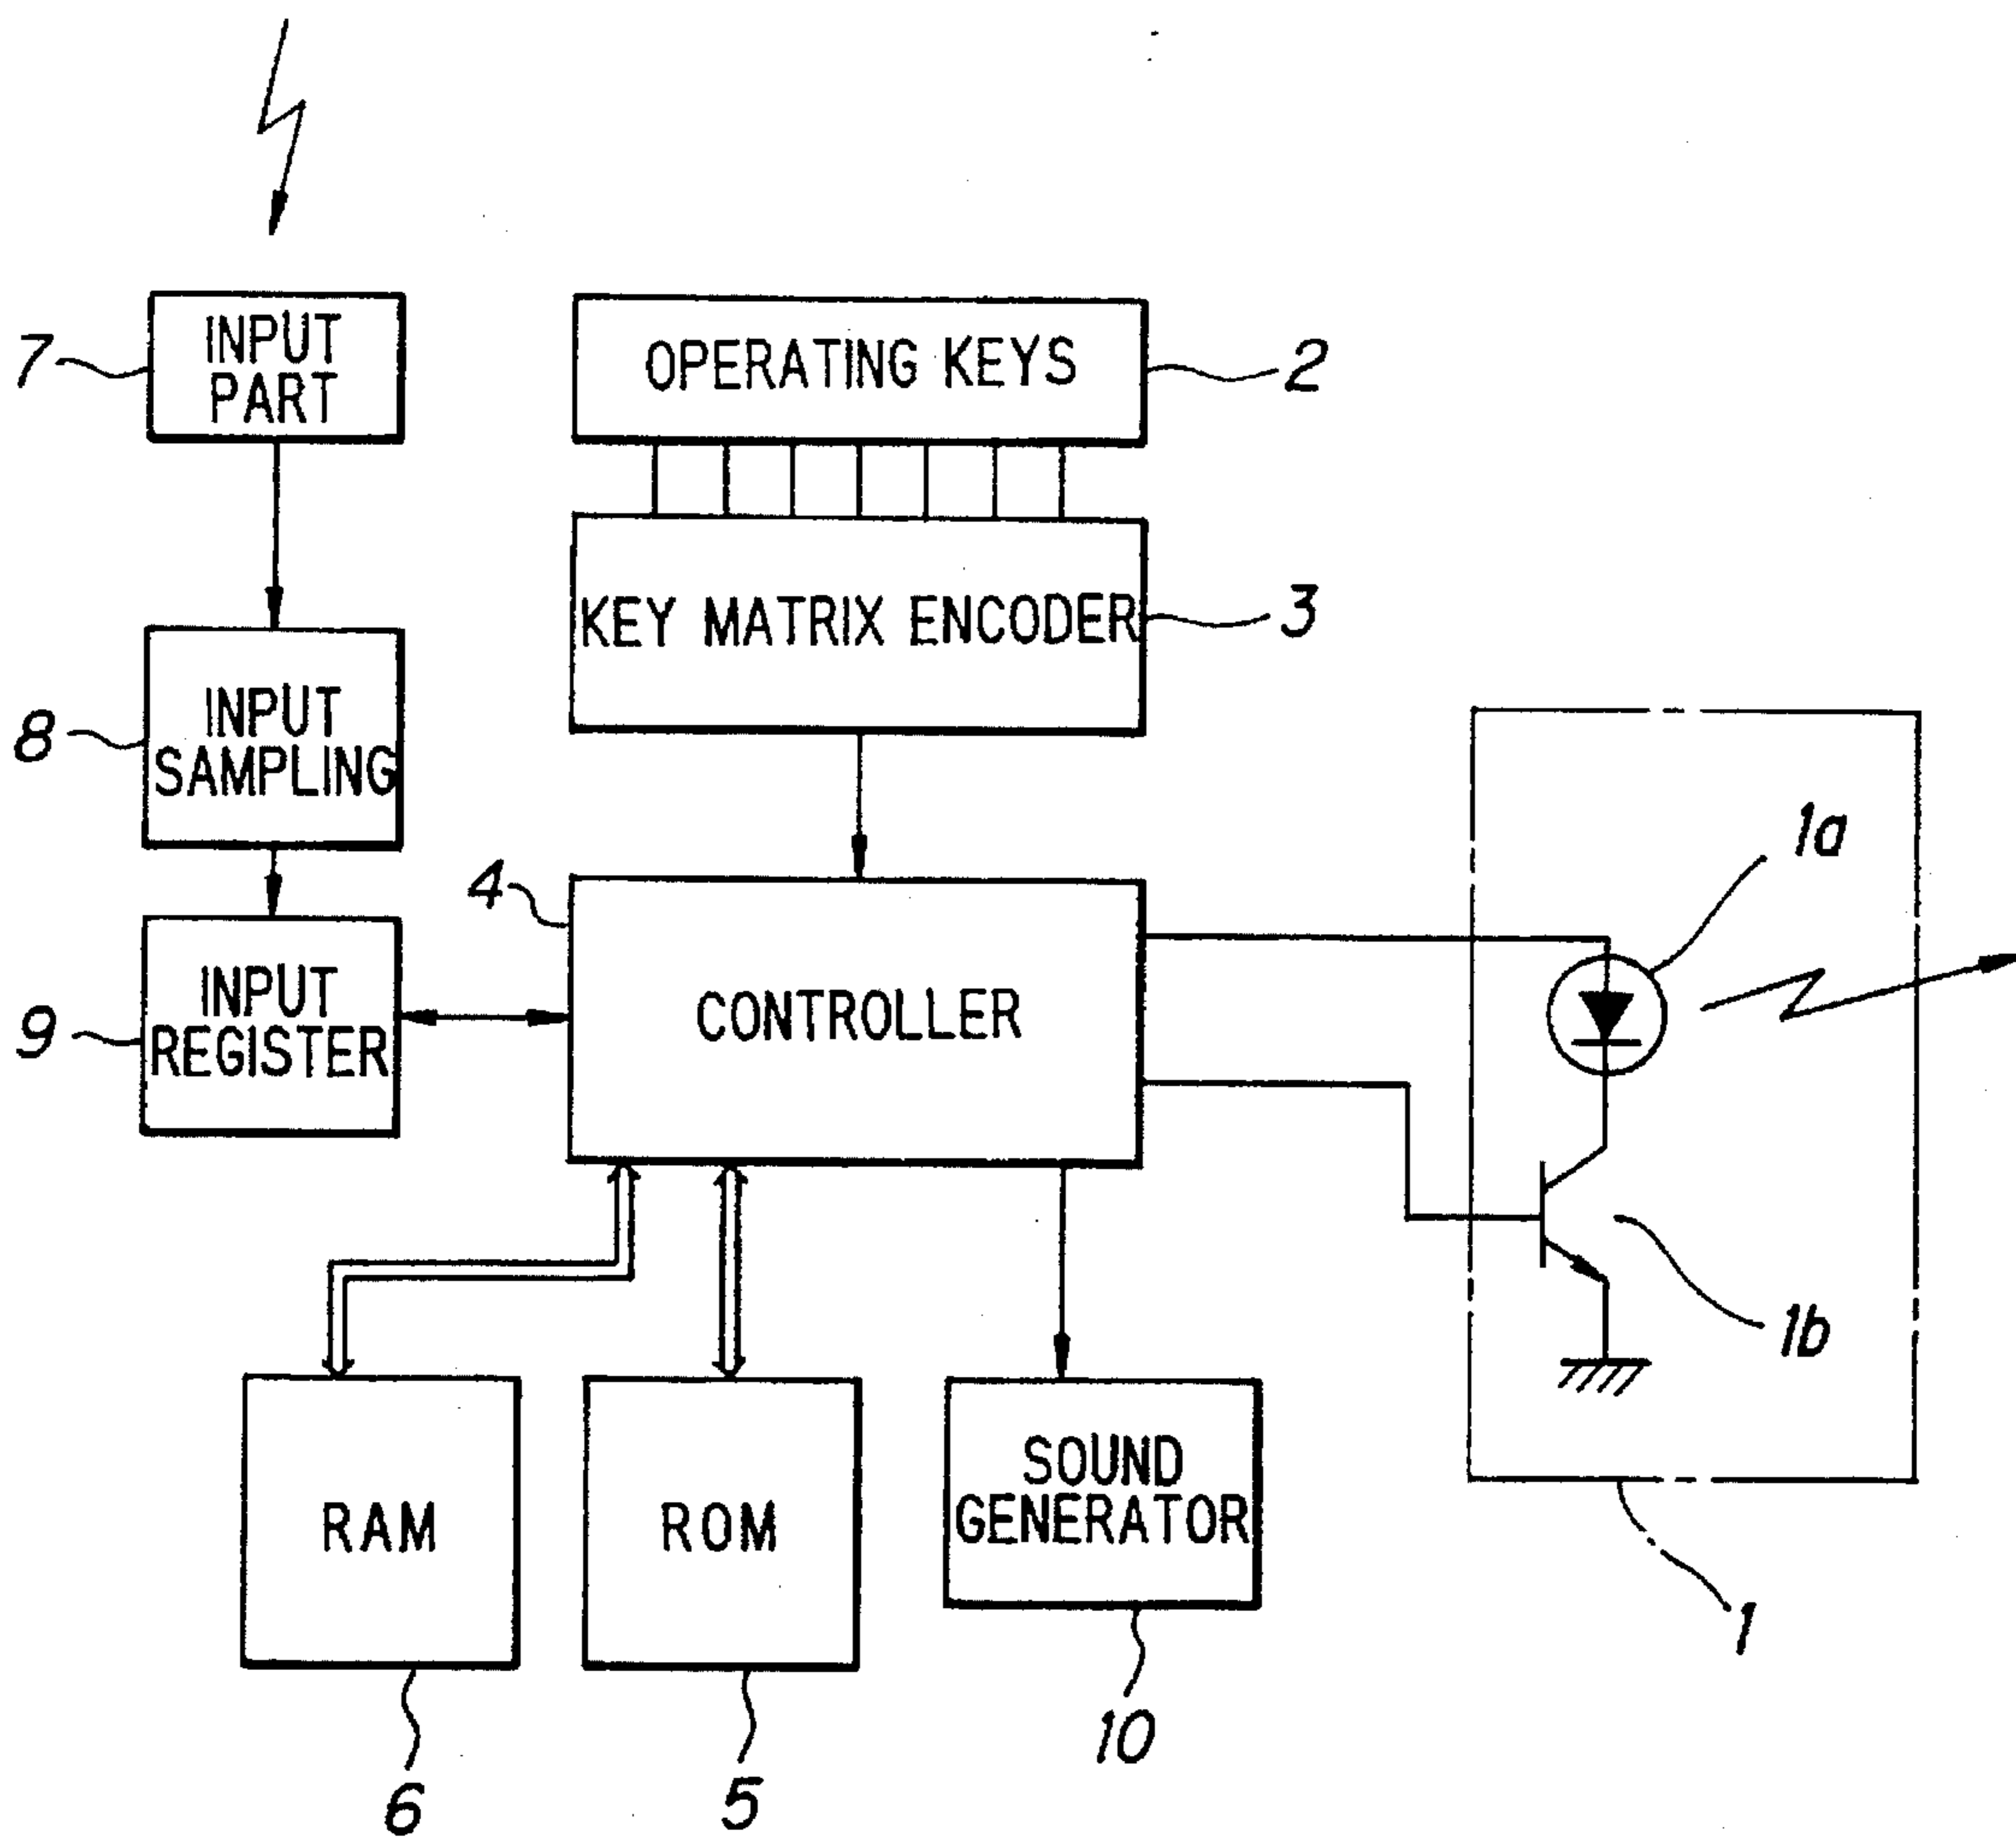 7
INPUT
PART
OPERATING KEYS
2
KEY MATRIX ENCODER
3
8
INPUT
SAMPLING
1a
4
9
INPUT
REGISTER
CONTROLLER
1b
RAM
ROM
SOUND
GENERATOR
1
10
6
5